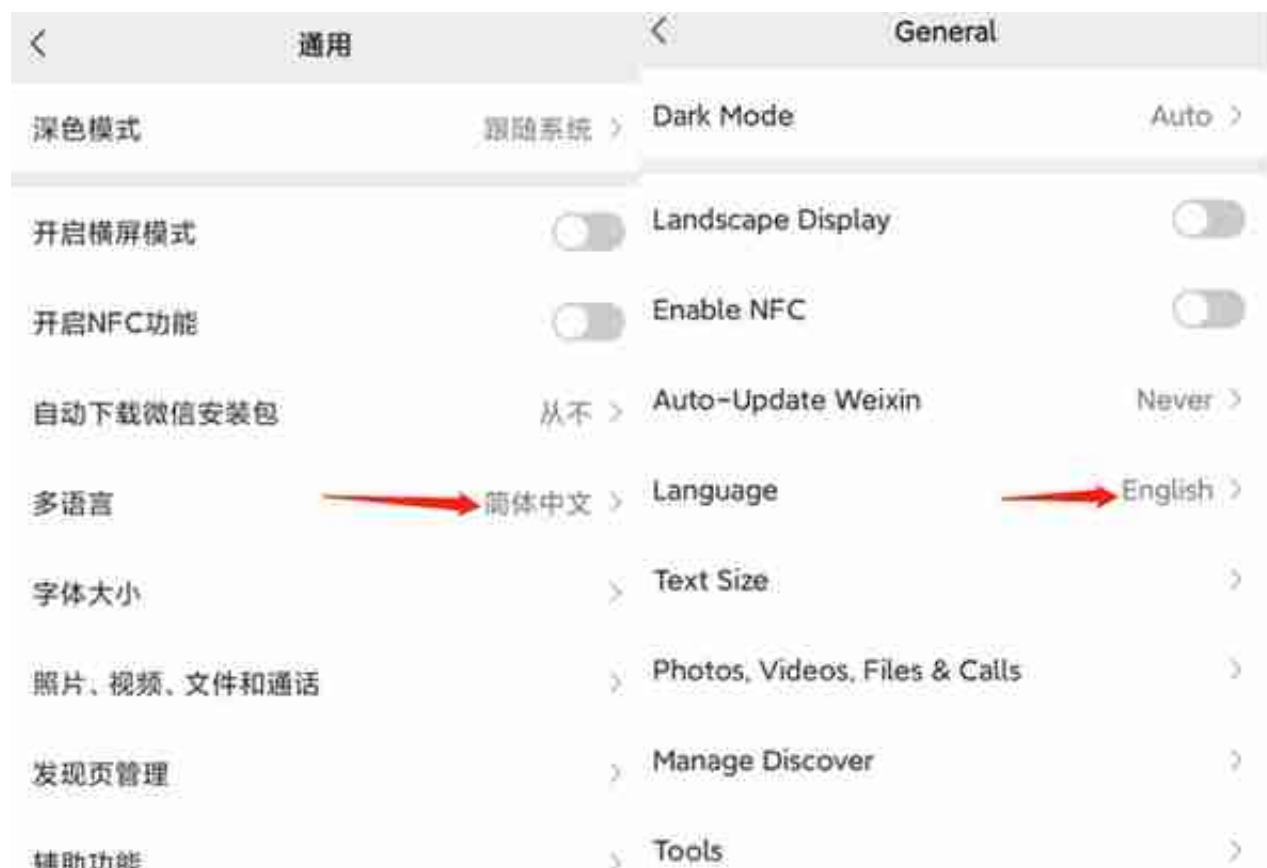 通用
深色模式
跟随系统
开启横屏模式
开启NFC功能
自动下载微信安装包
从不
多语言
简体中文
字体大小
照片、视频、文件和通话
发现页管理
辅助功能
General
Dark Mode
Auto
Landscape Display
Enable NFC
Auto-Update Weixin
Never
Language
English
Text Size
Photos, Videos, Files & Calls
Manage Discover
Tools